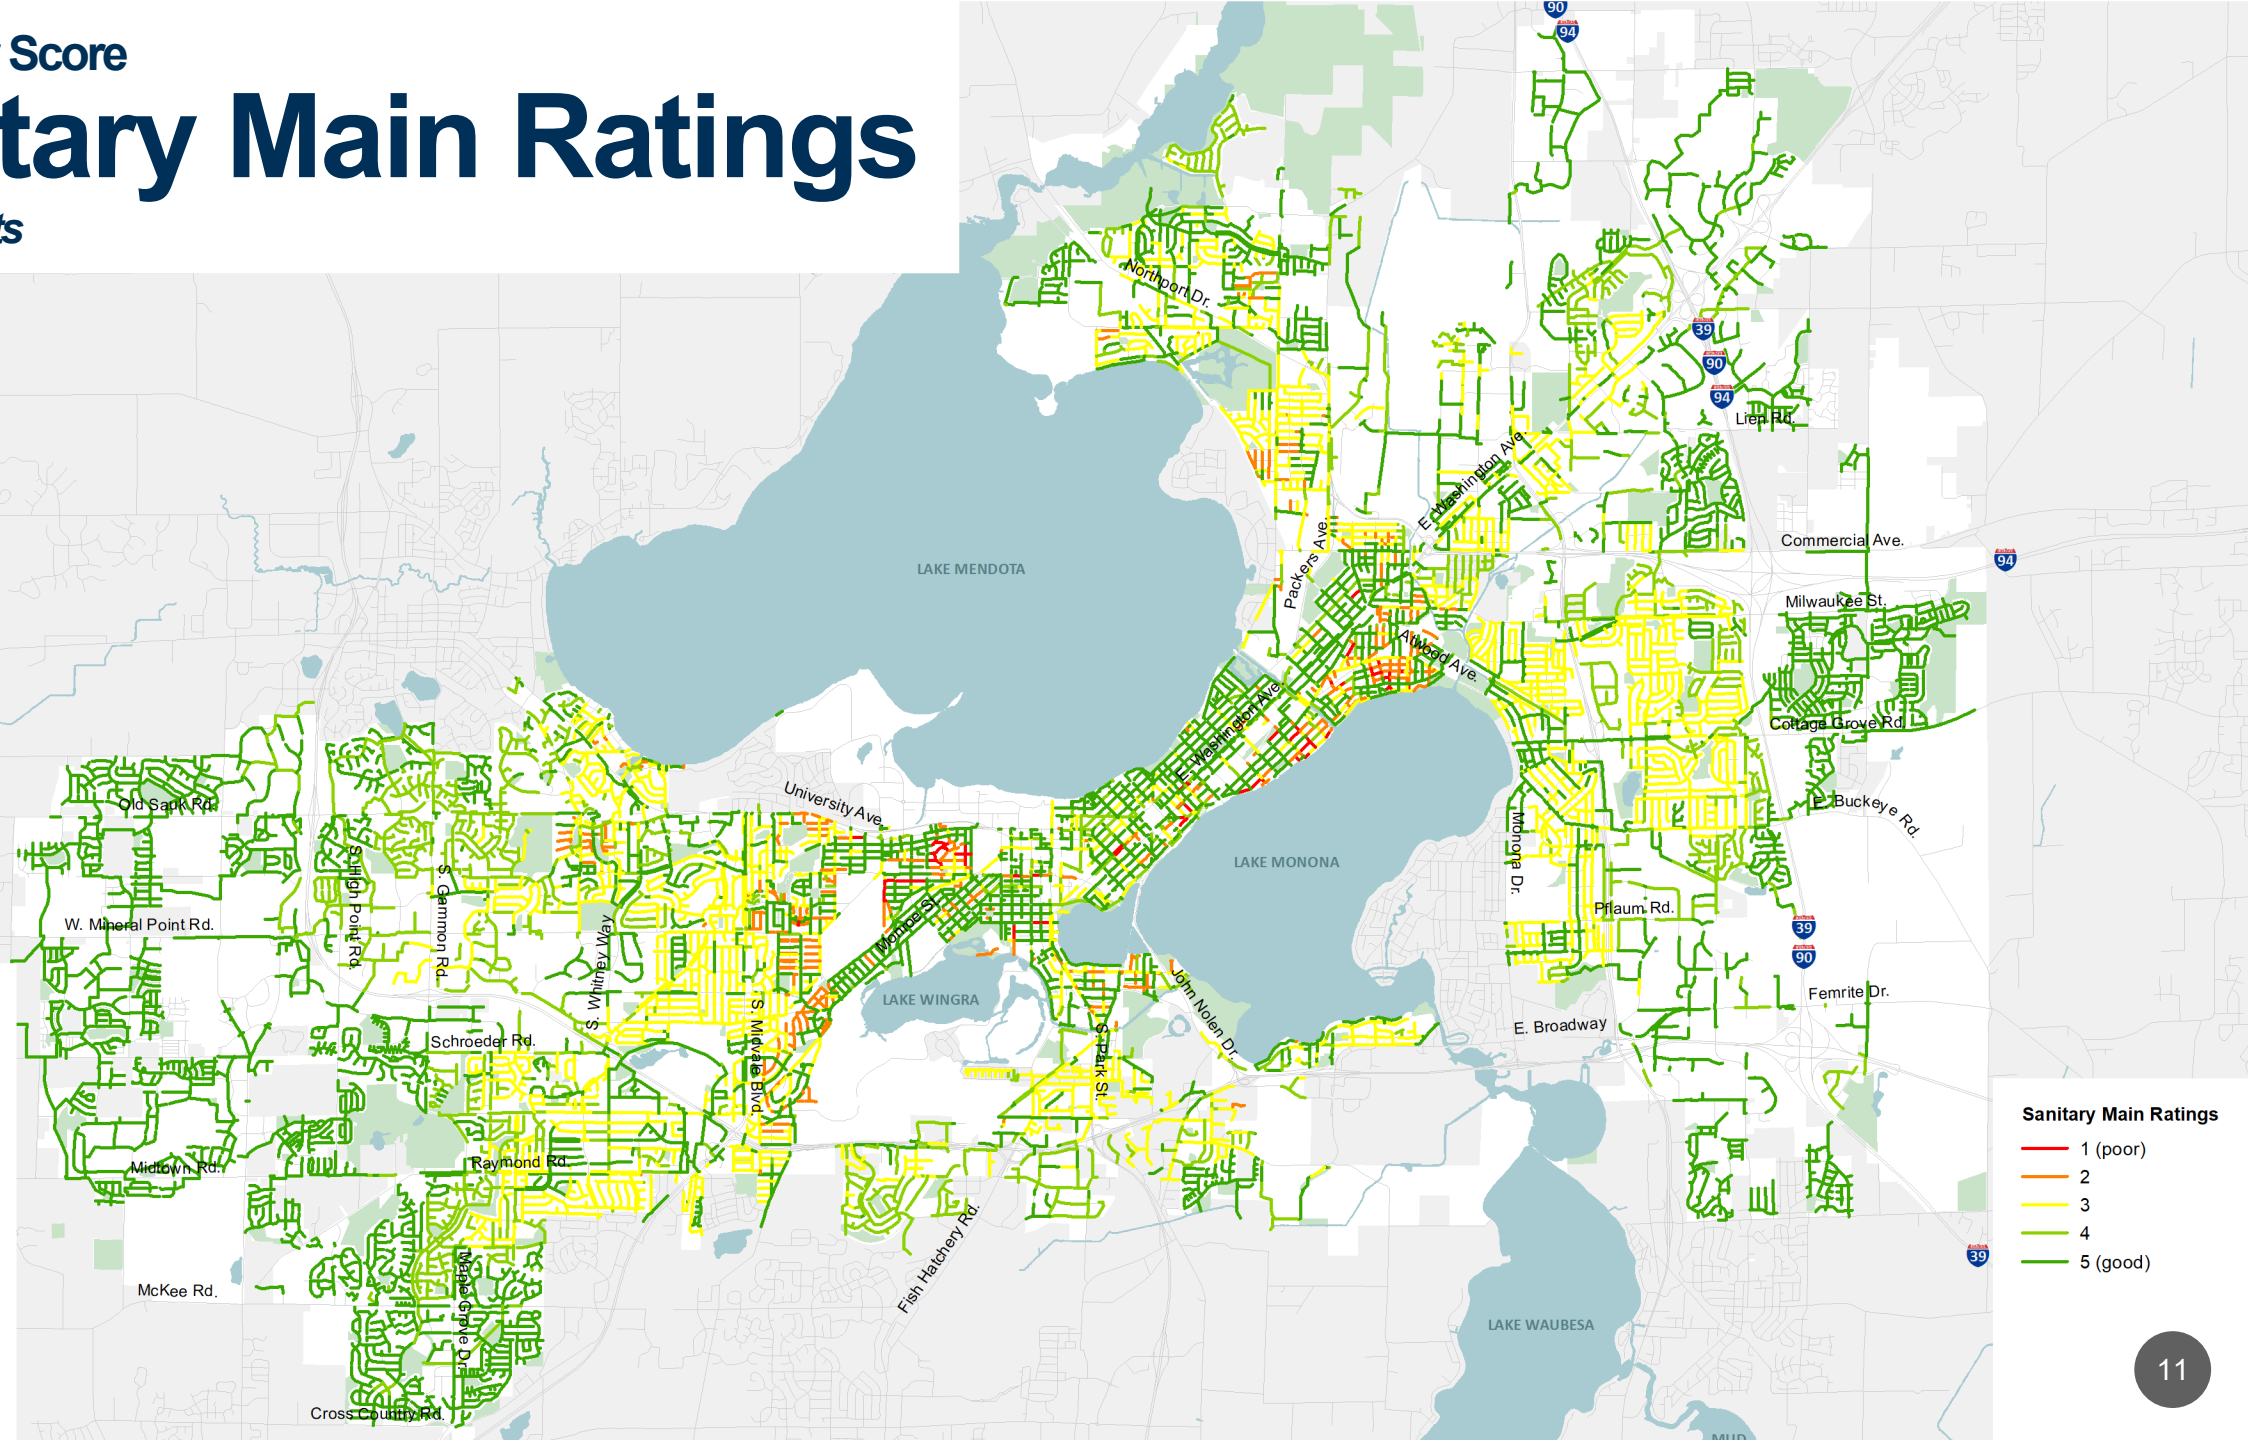 Score
tary Main Ratings
ts
90
94
Northport Dr.
39
90
94
Lien Rd.
E. Washington Ave.
Packers Ave.
Commercial Ave.
94
LAKE MENDOTA
Milwaukee St.
Atwood Ave.
E. Washington Ave.
Cottage Grove Rd.
University Ave.
Old Sauk Rd.
E. Buckeye Rd.
LAKE MONONA
Monona Dr.
S. High Point Rd.
S. Gammon Rd.
W. Mineral Point Rd.
Monroe St.
Pflaum Rd.
39
90
S. Whitney Way
LAKE WINGRA
John Nolen Dr.
Femrite Dr.
E. Broadway
Schroeder Rd.
S. Midvale Blvd.
S. Park St.
Midtown Rd.
Raymond Rd.
Fish Hatchery Rd.
Maple Grove Dr.
McKee Rd.
39
LAKE WAUBESA
Cross Country Rd.
MUD
Sanitary Main Ratings
1 (poor)
2
3
4
5 (good)
11